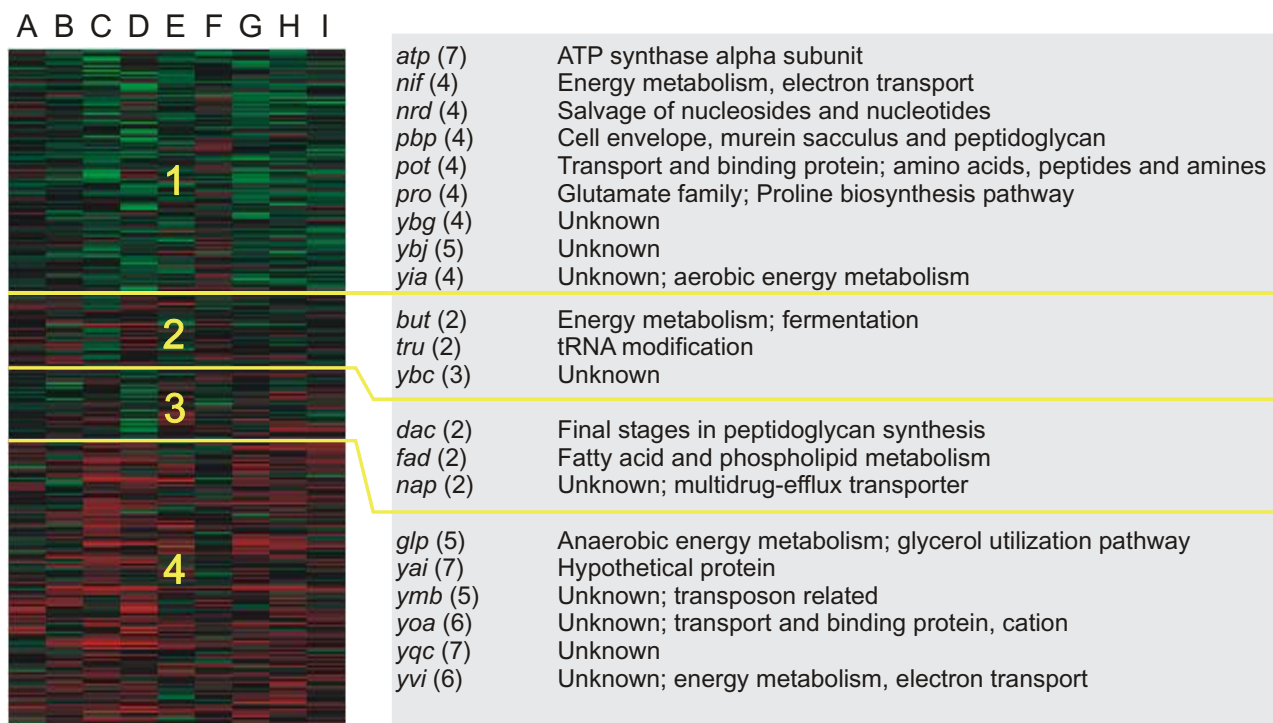 A B C D E F G H I
1
2
3
4
atp (7) ATP synthase alpha subunit
nif (4) Energy metabolism, electron transport
nrd (4) Salvage of nucleosides and nucleotides
pbp (4) Cell envelope, murein sacculus and peptidoglycan
pot (4) Transport and binding protein; amino acids, peptides and amines
pro (4) Glutamate family; Proline biosynthesis pathway
ybg (4) Unknown
ybj (5) Unknown
yia (4) Unknown; aerobic energy metabolism
but (2) Energy metabolism; fermentation
tru (2) tRNA modification
ybc (3) Unknown
dac (2) Final stages in peptidoglycan synthesis
fad (2) Fatty acid and phospholipid metabolism
nap (2) Unknown; multidrug-efflux transporter
glp (5) Anaerobic energy metabolism; glycerol utilization pathway
yai (7) Hypothetical protein
ymb (5) Unknown; transposon related
yoa (6) Unknown; transport and binding protein, cation
yqc (7) Unknown
yvi (6) Unknown; energy metabolism, electron transport